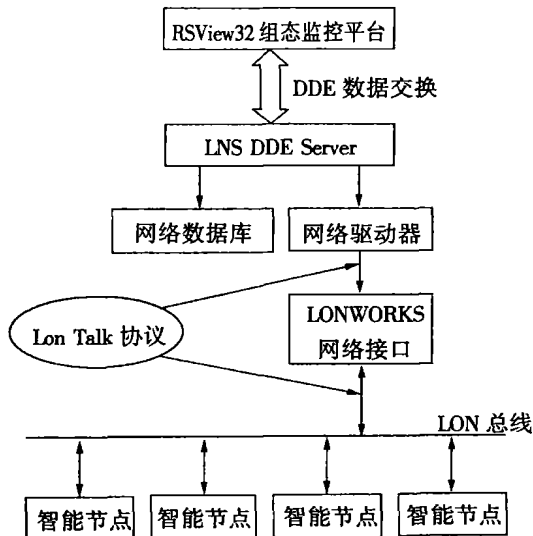 RSView32 组态监控平台
DDE 数据交换
LNS DDE Server
网络数据库
网络驱动器
Lon Talk 协议
LONWORKS
网络接口
LON 总线
智能节点
智能节点
智能节点
智能节点